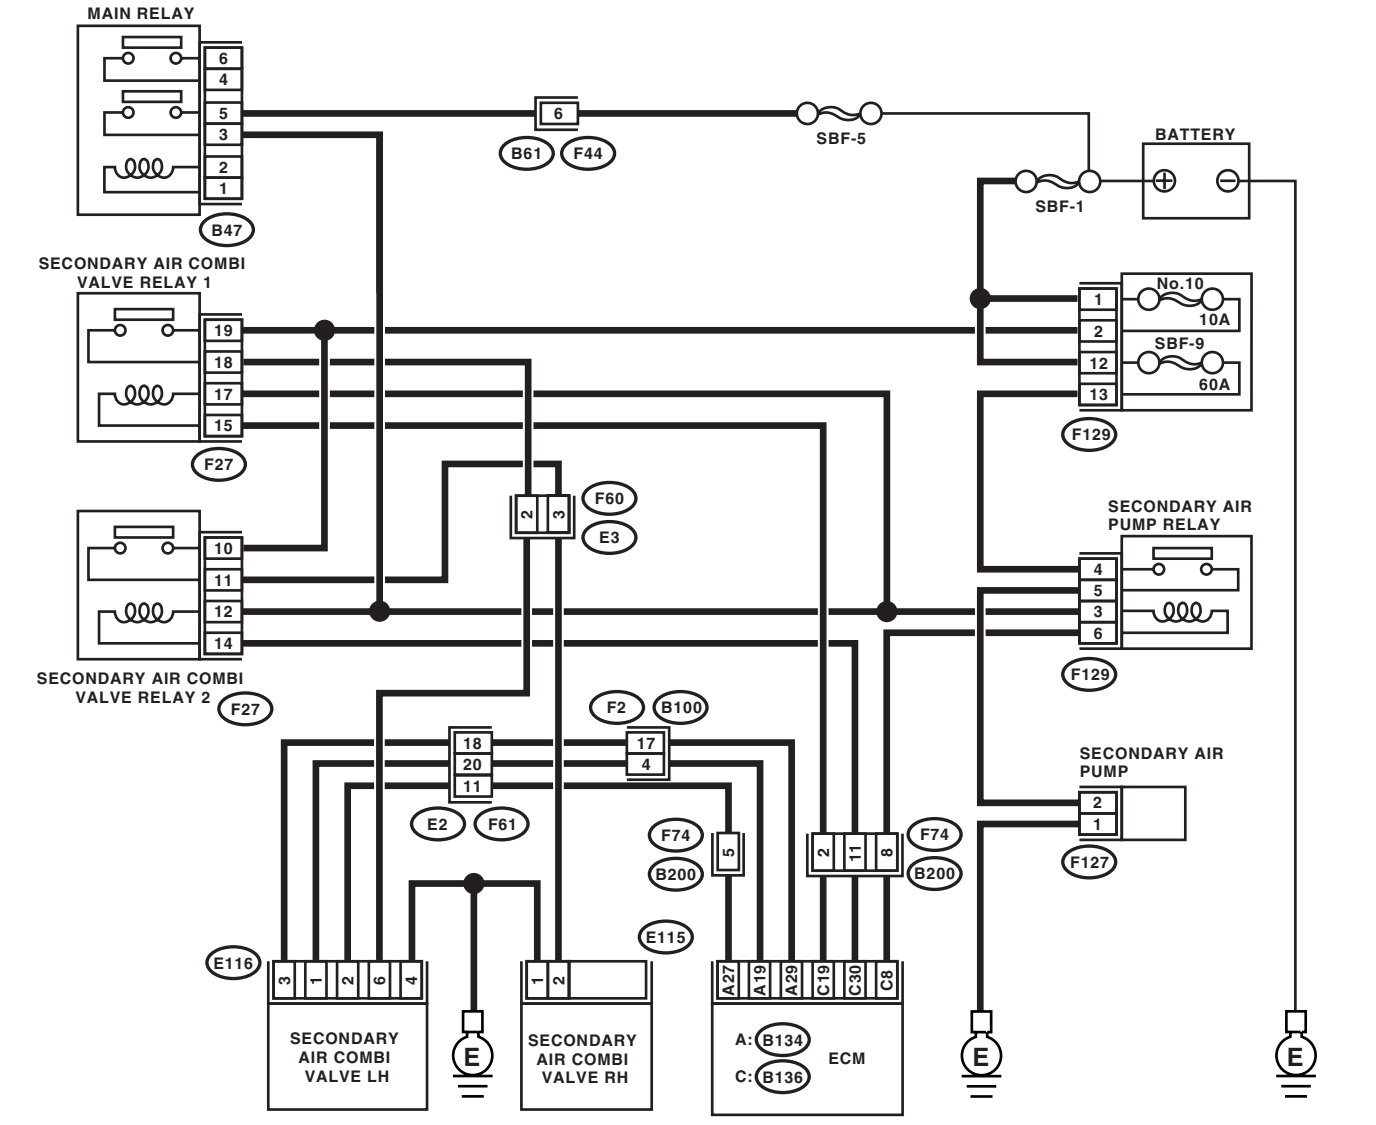 MAIN RELAY
6
4
5
3
2
1
B47
6
B61 F44
SBF-5
SBF-1
BATTERY
+ −
SECONDARY AIR COMBI
VALVE RELAY 1
19
18
17
15
F27
No.10
10A
SBF-9
60A
1
2
12
13
F129
2 3
F60
E3
10
11
12
14
SECONDARY AIR COMBI
VALVE RELAY 2
F27
SECONDARY AIR
PUMP RELAY
4
5
3
6
F129
F2 B100
18
20
11
17
4
E2 F61
SECONDARY AIR
PUMP
2
1
F127
F74
B200
5
2 11 8
F74
B200
E116
3 1 2 6 4
SECONDARY
AIR COMBI
VALVE LH
E
E115
1 2
SECONDARY
AIR COMBI
VALVE RH
A27 A19 A29 C19 C30 C8
A: B134
C: B136
ECM
E
E